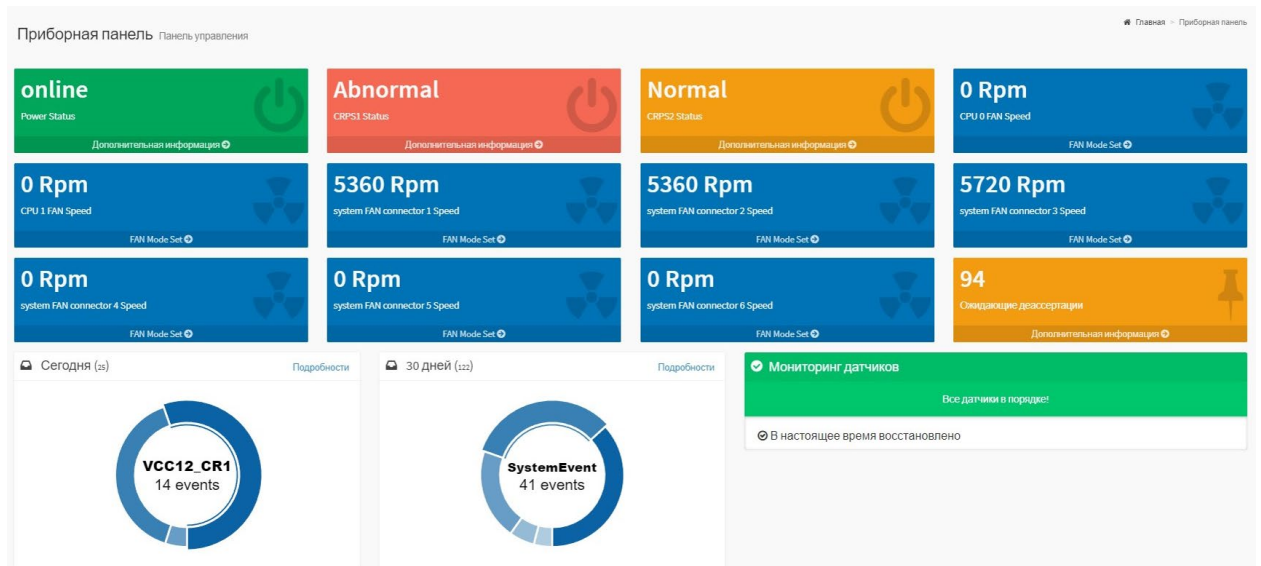 Приборная панель Панель управления
Главная > Приборная панель
online
Power Status
Дополнительная информация
Abnormal
CRPS1 Status
Дополнительная информация
Normal
CRPS2 Status
Дополнительная информация
0 Rpm
CPU 0 FAN Speed
FAN Mode Set
0 Rpm
CPU 1 FAN Speed
FAN Mode Set
5360 Rpm
system FAN connector 1 Speed
FAN Mode Set
5360 Rpm
system FAN connector 2 Speed
FAN Mode Set
5720 Rpm
system FAN connector 3 Speed
FAN Mode Set
0 Rpm
system FAN connector 4 Speed
FAN Mode Set
0 Rpm
system FAN connector 5 Speed
FAN Mode Set
0 Rpm
system FAN connector 6 Speed
FAN Mode Set
94
Ожидающие деассертации
Дополнительная информация
Сегодня (25)
Подробности
VCC12_CR1
14 events
30 дней (122)
Подробности
SystemEvent
41 events
Мониторинг датчиков
Все датчики в порядке!
В настоящее время восстановлено